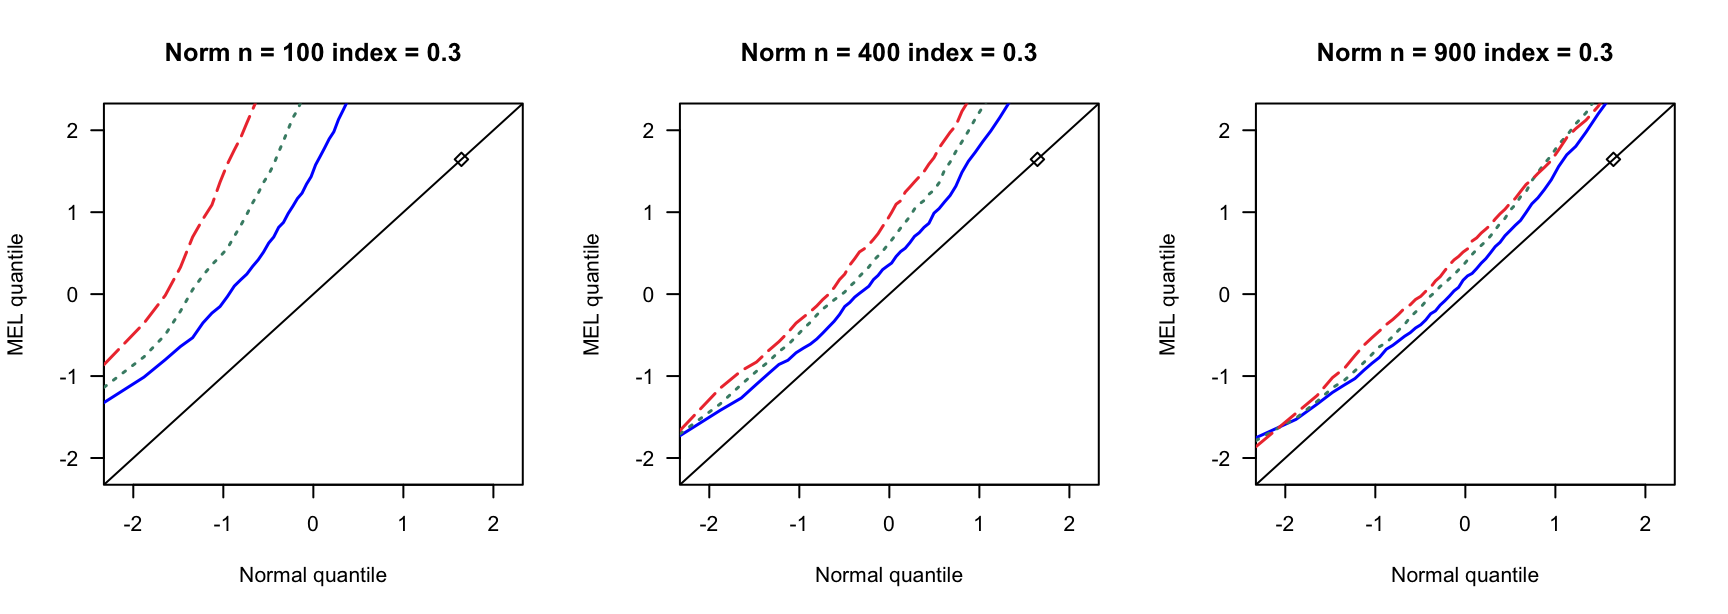 Norm n = 100 index = 0.3
MEL quantile
2
1
0
-1
-2
-2 -1 0 1 2
Normal quantile
Norm n = 400 index = 0.3
MEL quantile
2
1
0
-1
-2
-2 -1 0 1 2
Normal quantile
Norm n = 900 index = 0.3
MEL quantile
2
1
0
-1
-2
-2 -1 0 1 2
Normal quantile